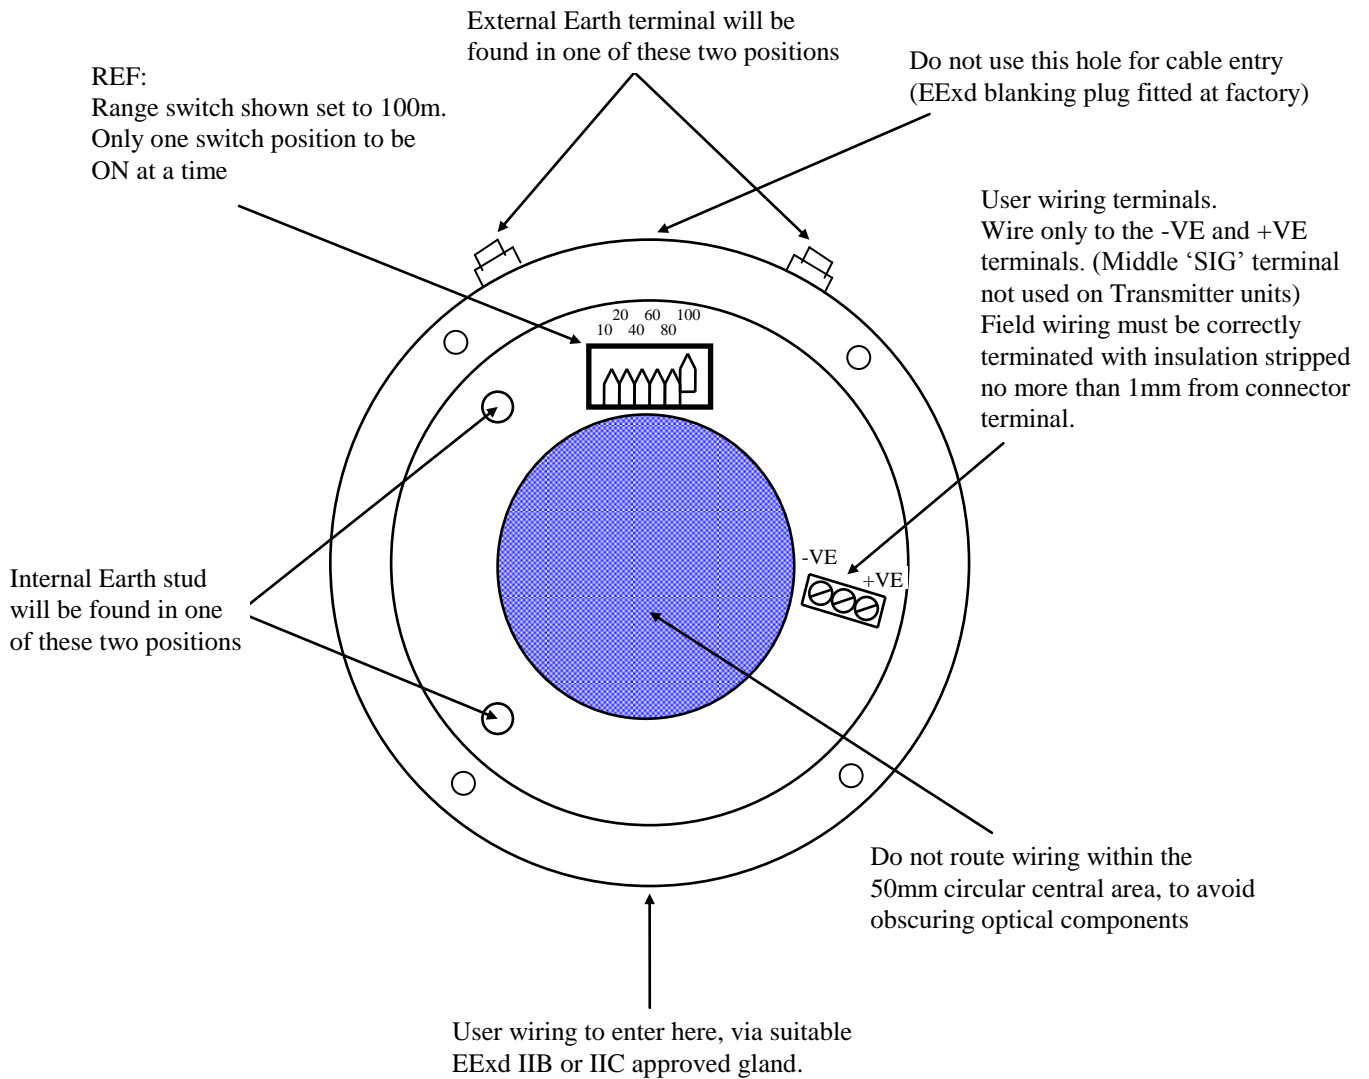 External Earth terminal will be
found in one of these two positions
REF:
Range switch shown set to 100m.
Only one switch position to be
ON at a time
Do not use this hole for cable entry
(EExd blanking plug fitted at factory)
User wiring terminals.
Wire only to the -VE and +VE
terminals. (Middle ‘SIG’ terminal
not used on Transmitter units)
Field wiring must be correctly
terminated with insulation stripped
no more than 1mm from connector
terminal.
20 60 100
10 40 80
-VE
+VE
Internal Earth stud
will be found in one
of these two positions
Do not route wiring within the
50mm circular central area, to avoid
obscuring optical components
User wiring to enter here, via suitable
EExd IIB or IIC approved gland.